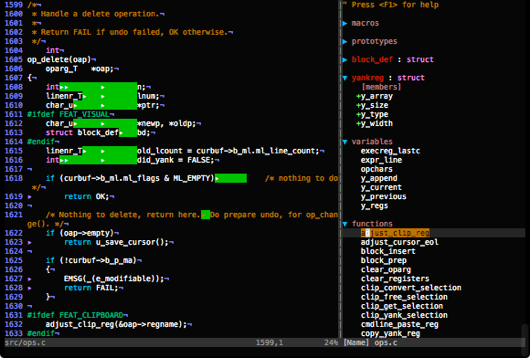 1599 /*¬
1600  * Handle a delete operation.¬
1601  *¬
1602  * Return FAIL if undo failed, OK otherwise.¬
1603  */¬
1604     int¬
1605 op_delete(oap)¬
1606     oparg_T   *oap;¬
1607 {¬
1608     int▸▸ ▸ n;¬
1609     linenr_T▸ ▸ lnum;¬
1610     char_u▸ ▸ *ptr;¬
1611 #ifdef FEAT_VISUAL¬
1612     char_u▸ ▸ *newp, *oldp;¬
1613     struct block_def▸ bd;¬
1614 #endif¬
1615     linenr_T▸ ▸ old_lcount = curbuf->b_ml.ml_line_count;¬
1616     int▸▸ ▸ did_yank = FALSE;¬
1617 ¬
1618     if (curbuf->b_ml.ml_flags & ML_EMPTY)▸ /* nothing to do
 */¬
1619 ▸ return OK;¬
1620 ¬
1621     /* Nothing to delete, return here. Do prepare undo, for op_chan
ge(). */¬
1622     if (oap->empty)¬
1623 ▸ return u_save_cursor();¬
1624 ¬
1625     if (!curbuf->b_p_ma)¬
1626     {¬
1627 ▸ EMSG(_(e_modifiable));¬
1628 ▸ return FAIL;¬
1629     }¬
1630 ¬
1631 #ifdef FEAT_CLIPBOARD¬
1632     adjust_clip_reg(&oap->regname);¬
1633 #endif¬
src/ops.c 1599,1 24%
" Press <F1> for help
▶ macros
▶ prototypes
▶ block_def : struct
▼ yankreg : struct
[members]
+y_array
+y_size
+y_type
+y_width
▼ variables
execreg_lastc
expr_line
opchars
y_append
y_current
y_previous
y_regs
▼ functions
adjust_clip_reg
adjust_cursor_eol
block_insert
block_prep
clear_oparg
clear_registers
clip_convert_selection
clip_free_selection
clip_get_selection
clip_yank_selection
cmdline_paste_reg
copy_yank_reg
[Name] ops.c